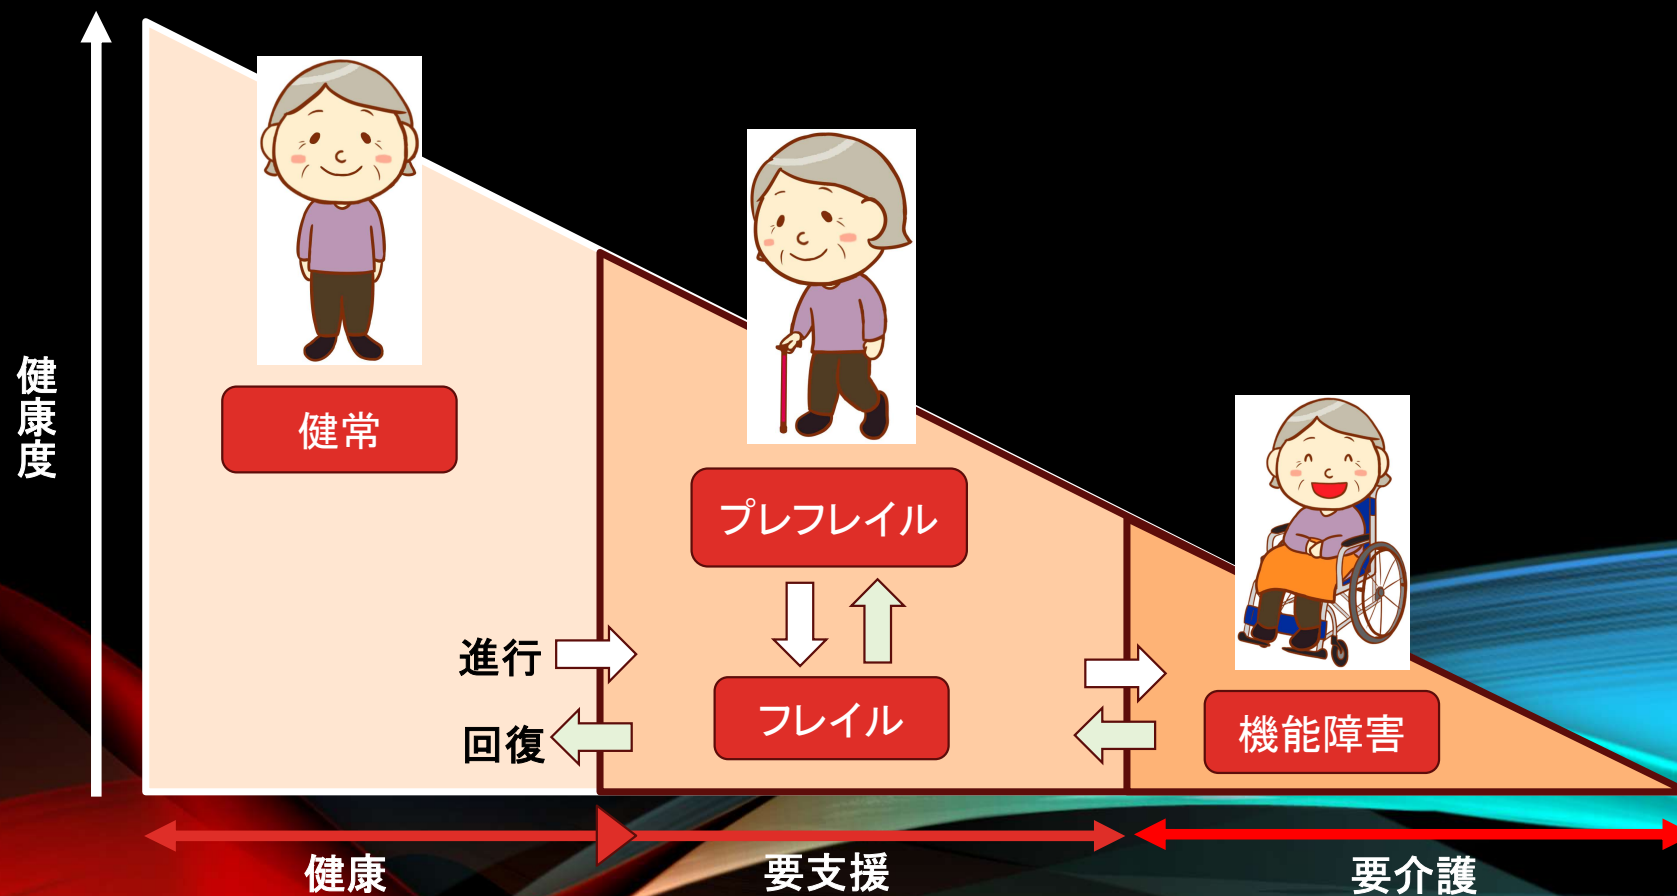 健康度
健常
プレフレイル
フレイル
進行
回復
機能障害
健康
要支援
要介護